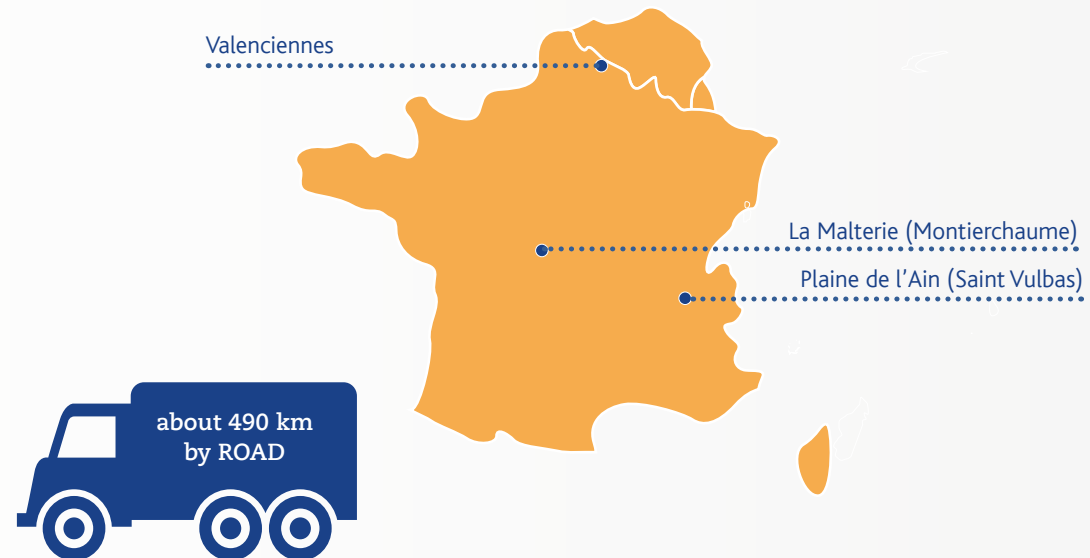 Valenciennes
La Malterie (Montierchaume)
Plaine de l’Ain (Saint Vulbas)
about 490 km
by ROAD